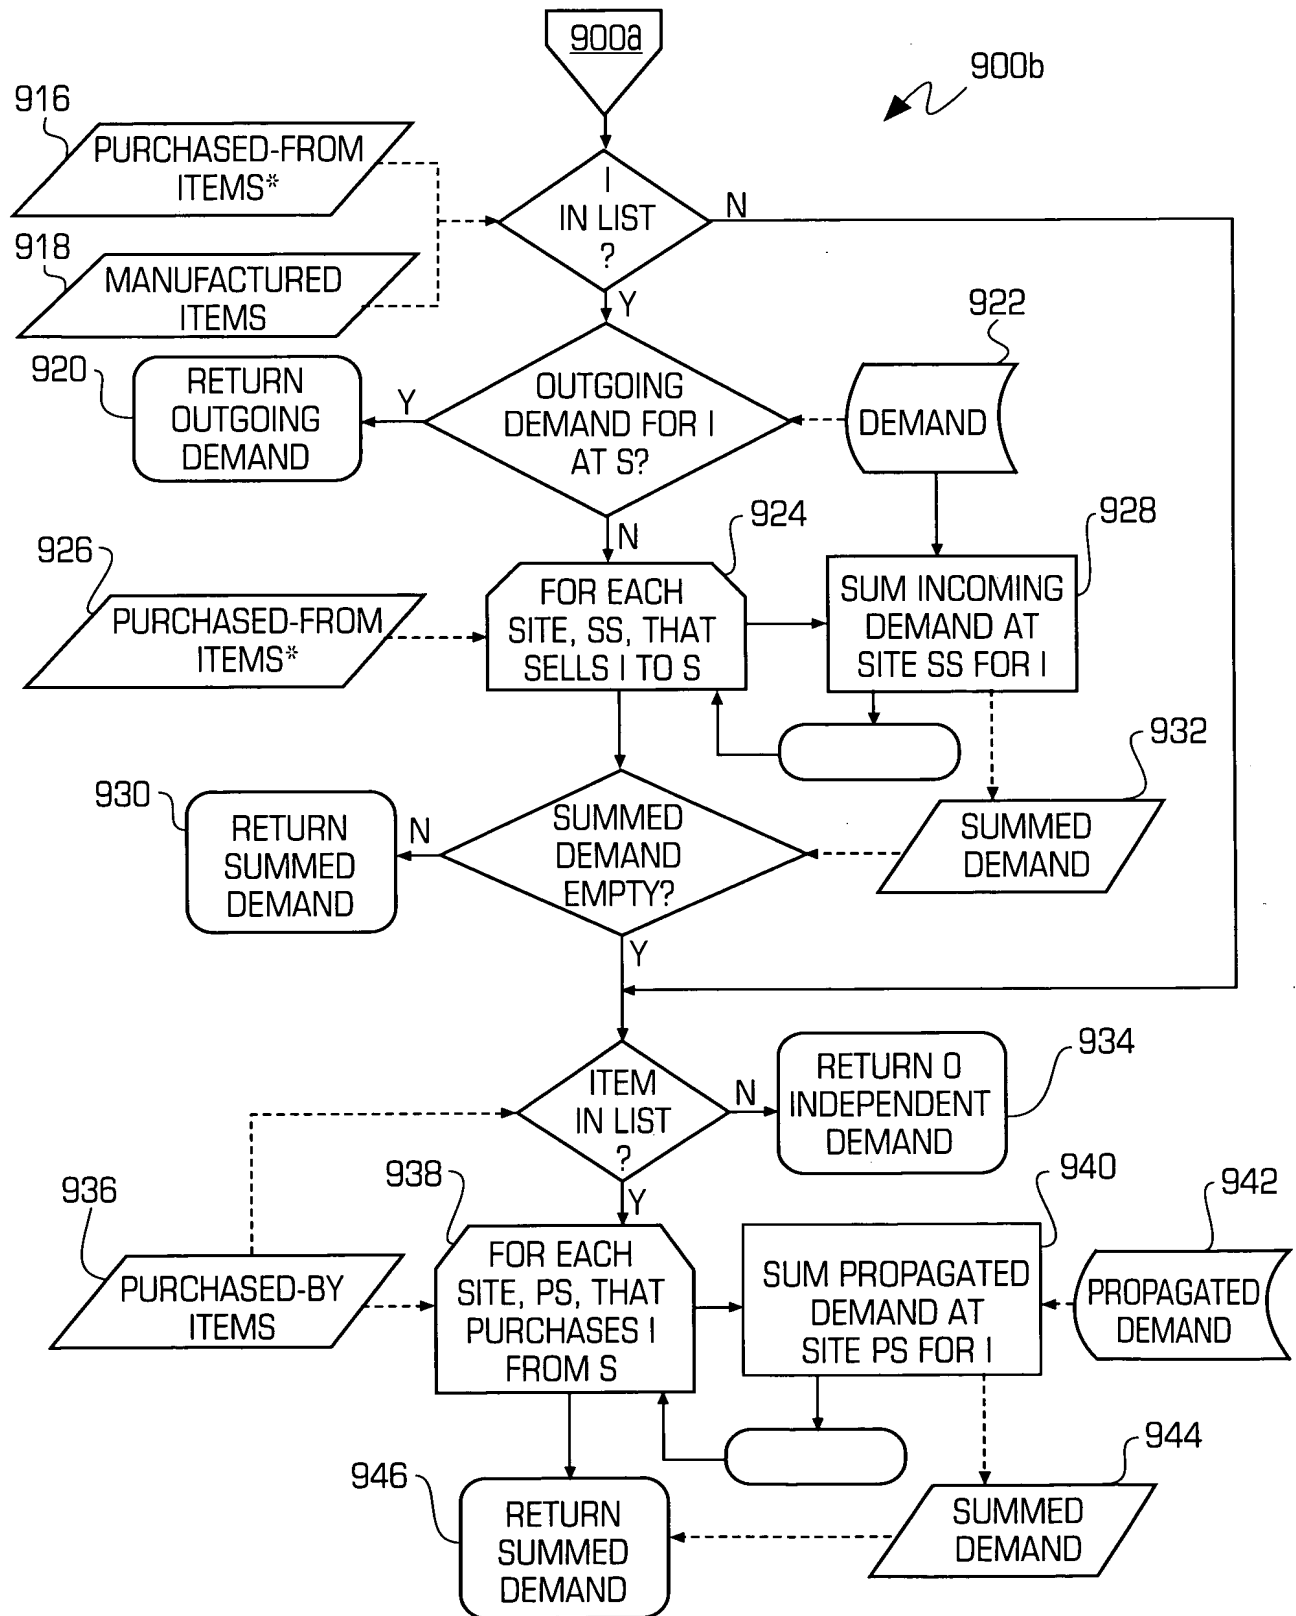 900a
900b
916
PURCHASED-FROM
ITEMS*
I
IN LIST
?
N
Y
918
MANUFACTURED
ITEMS
920
RETURN
OUTGOING
DEMAND
Y
OUTGOING
DEMAND FOR I
AT S?
N
922
DEMAND
924
FOR EACH
SITE, SS, THAT
SELLS I TO S
926
PURCHASED-FROM
ITEMS*
928
SUM INCOMING
DEMAND AT
SITE SS FOR I
930
RETURN
SUMMED
DEMAND
N
SUMMED
DEMAND
EMPTY?
Y
932
SUMMED
DEMAND
ITEM
IN LIST
?
N
Y
934
RETURN 0
INDEPENDENT
DEMAND
936
PURCHASED-BY
ITEMS
938
FOR EACH
SITE, PS, THAT
PURCHASES I
FROM S
940
SUM PROPAGATED
DEMAND AT
SITE PS FOR I
942
PROPAGATED
DEMAND
944
SUMMED
DEMAND
946
RETURN
SUMMED
DEMAND